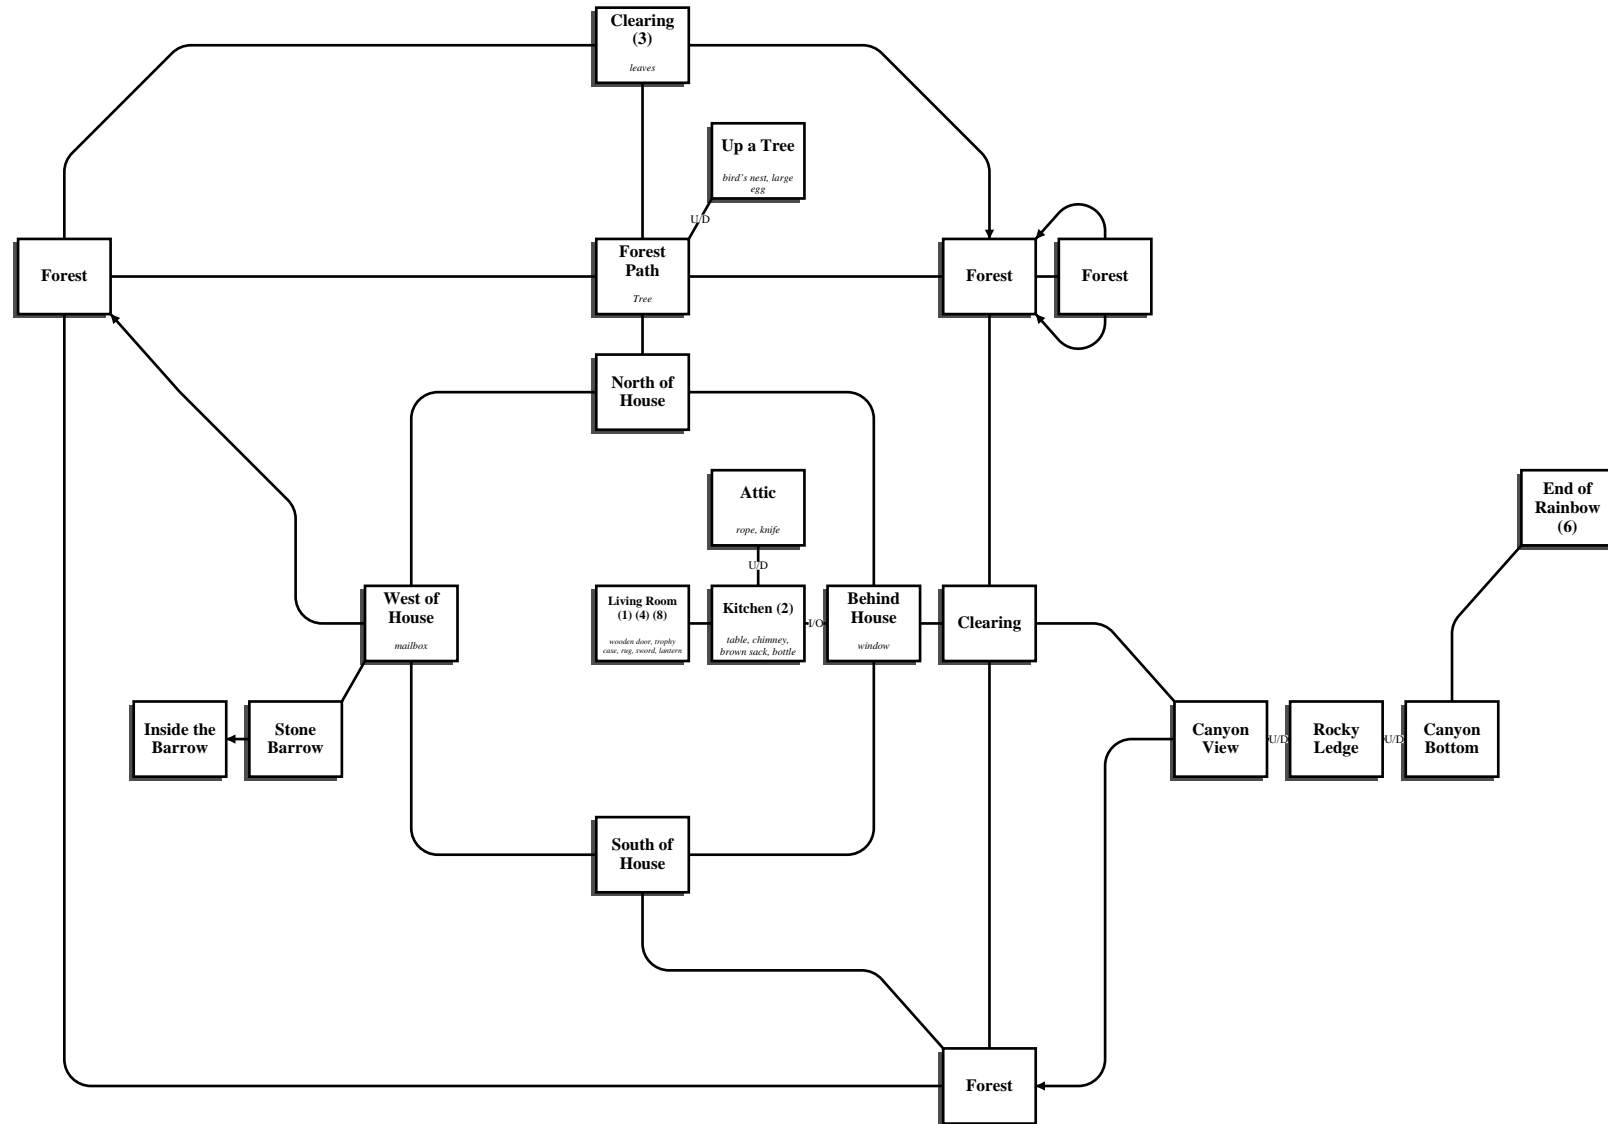 Clearing
(3)
leaves
Up a Tree
bird's nest, large
egg
U/D
Forest
Forest
Path
Tree
Forest
Forest
North of
House
Attic
rope, knife
U/D
End of
Rainbow
(6)
West of
House
mailbox
Living Room
(1) (4) (8)
wooden door, trophy
case, rug, sword, lantern
Kitchen (2)
table, chimney,
brown sack, bottle
I/O
Behind
House
window
Clearing
Inside the
Barrow
Stone
Barrow
Canyon
View
U/D
Rocky
Ledge
U/D
Canyon
Bottom
South of
House
Forest